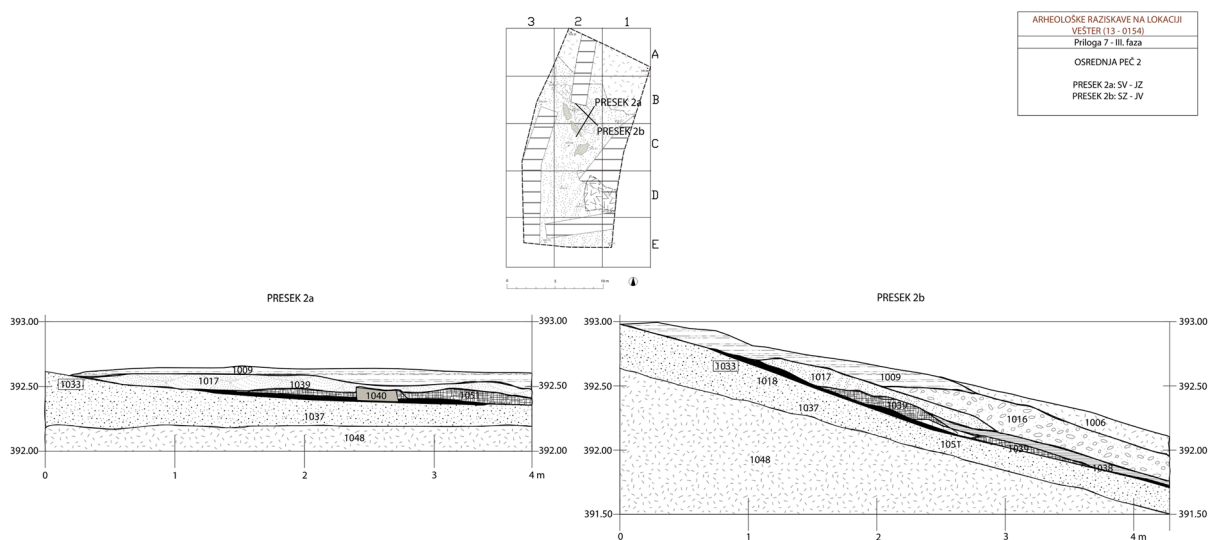 ARHEOLOŠKE RAZISKAVE NA LOKACIJI
VEŠTER (13 - 0154)
Priloga 7 - III. faza
OSREDNJA PEČ 2
PRESEK 2a: SV - JZ
PRESEK 2b: SZ - JV
3 2 1
A
B
C
D
E
PRESEK 2a
PRESEK 2b
0 5 10 m
PRESEK 2a
393.00 393.00
392.50 392.50
392.00 392.00
1009
1033
1017
1039
1040
1051
1037
1048
0 1 2 3 4 m
PRESEK 2b
393.00 393.00
392.50 392.50
392.00 392.00
391.50 391.50
1033
1018
1017
1009
1037
1039
1016
1006
1051
1039
1038
1048
0 1 2 3 4 m